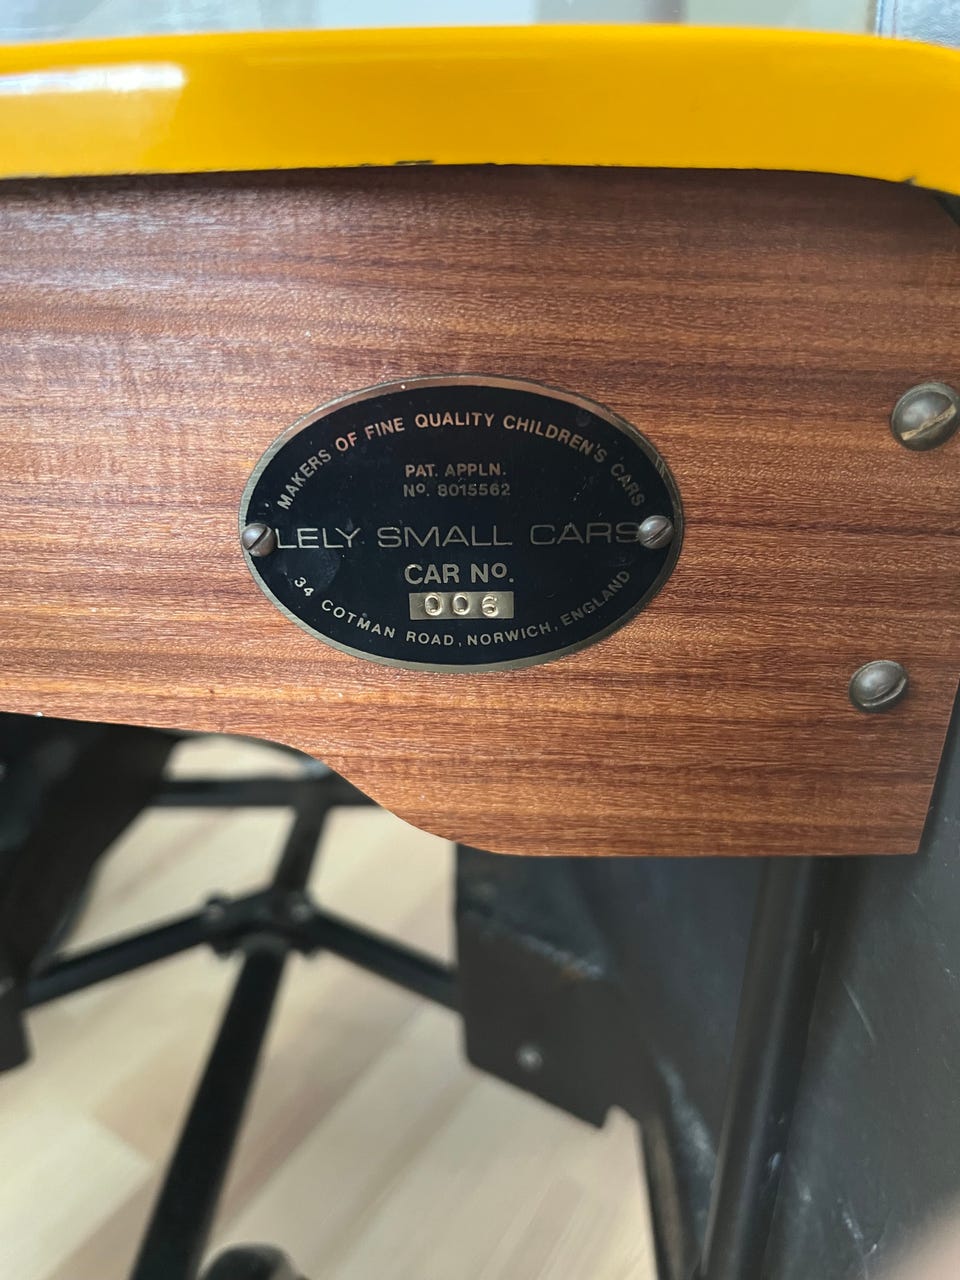 MAKERS OF FINE QUALITY CHILDREN'S CARS
PAT. APPLN.
Nº. 8015562
LELY SMALL CARS
CAR Nº.
006
34 COTMAN ROAD, NORWICH, ENGLAND